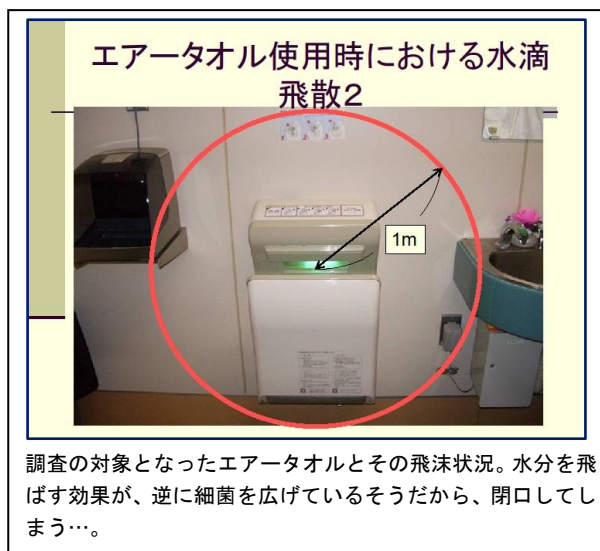 エアータオル使用時における水滴
飛散2
1m
調査の対象となったエアータオルとその飛沫状況。水分を飛
ばす効果が、逆に細菌を広げているそうだから、閉口してし
まう…。